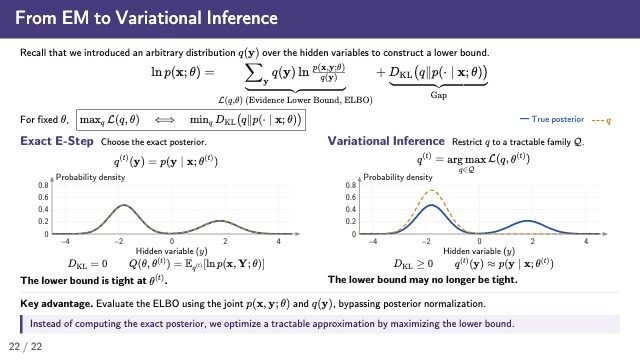 From EM to Variational Inference
Recall that we introduced an arbitrary distribution q(y) over the hidden variables to construct a lower bound.
ln p(x; θ) = ∑_y q(y) ln p(x,y;θ)/q(y) + D_KL(q‖p(· | x; θ))
L(q,θ) (Evidence Lower Bound, ELBO)
Gap
For fixed θ, max_q L(q, θ) ⟺ min_q D_KL(q‖p(· | x; θ))
True posterior q
Exact E-Step Choose the exact posterior.
q^(t)(y) = p(y | x; θ^(t))
Probability density
0.8
0.6
0.4
0.2
0
−4 −2 0 2 4
Hidden variable (y)
D_KL = 0 Q(θ, θ^(t)) = 𝔼_q^(t)[ln p(x, Y; θ)]
The lower bound is tight at θ^(t).
Variational Inference Restrict q to a tractable family Q.
q^(t) = arg max_{q∈Q} L(q, θ^(t))
Probability density
0.8
0.6
0.4
0.2
0
−4 −2 0 2 4
Hidden variable (y)
D_KL ≥ 0 q^(t)(y) ≈ p(y | x; θ^(t))
The lower bound may no longer be tight.
Key advantage. Evaluate the ELBO using the joint p(x, y; θ) and q(y), bypassing posterior normalization.
Instead of computing the exact posterior, we optimize a tractable approximation by maximizing the lower bound.
22 / 22